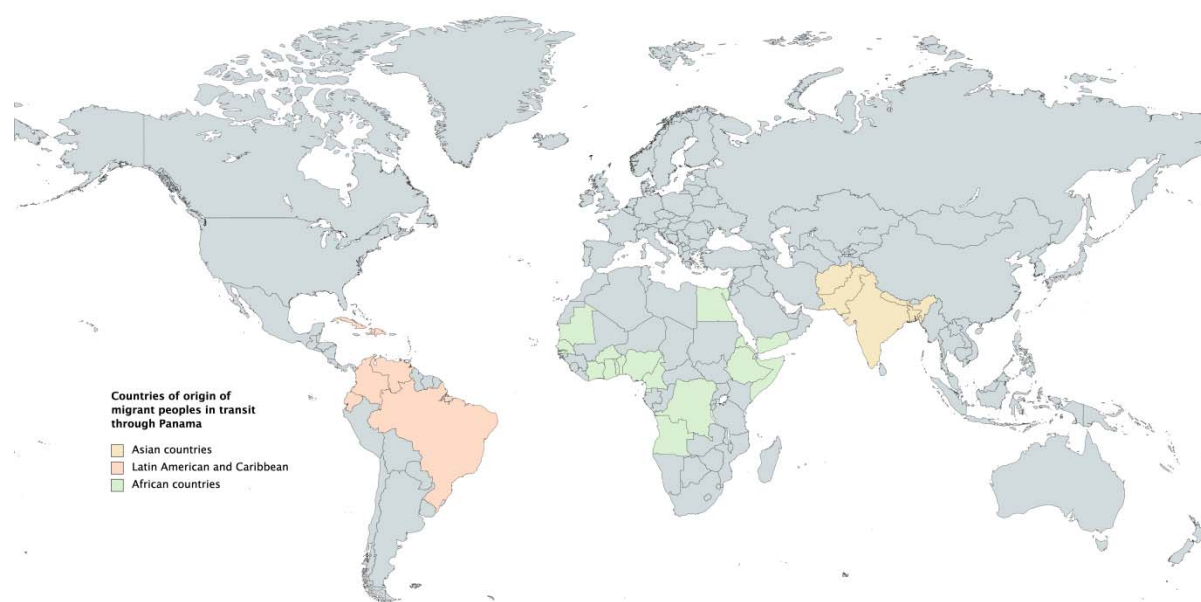 Countries of origin of
migrant peoples in transit
through Panama
Asian countries
Latin American and Caribbean
African countries